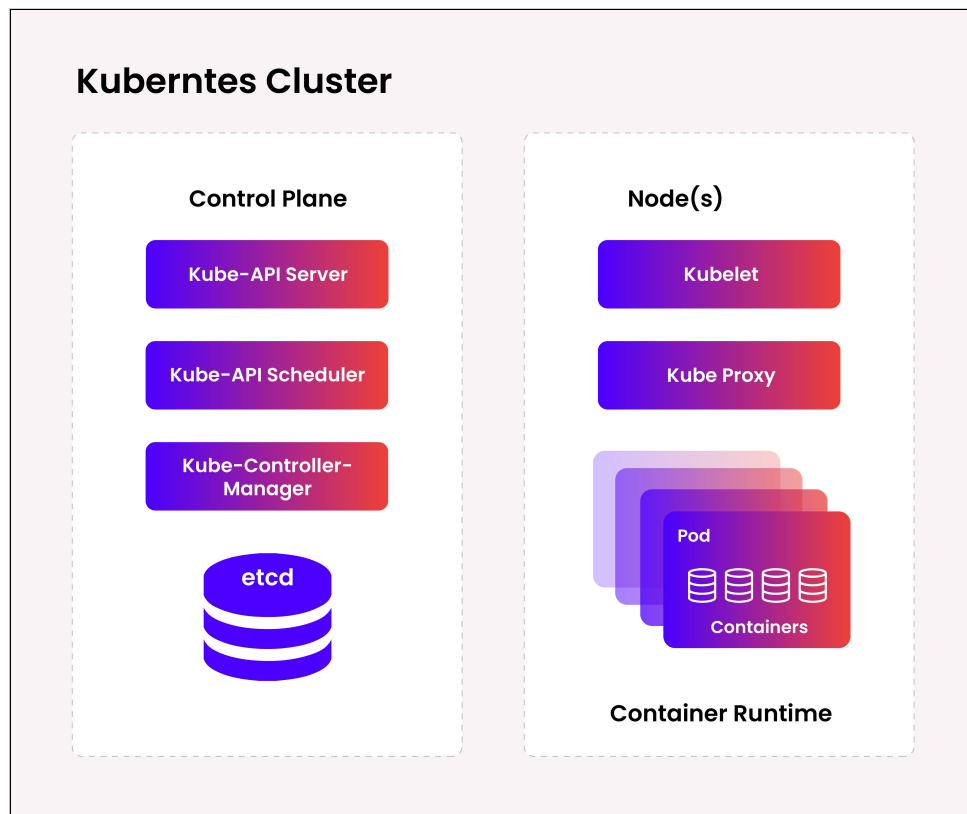 Kuberntes Cluster
Control Plane
Kube-API Server
Kube-API Scheduler
Kube-Controller-
Manager
etcd
Node(s)
Kubelet
Kube Proxy
Pod
Containers
Container Runtime